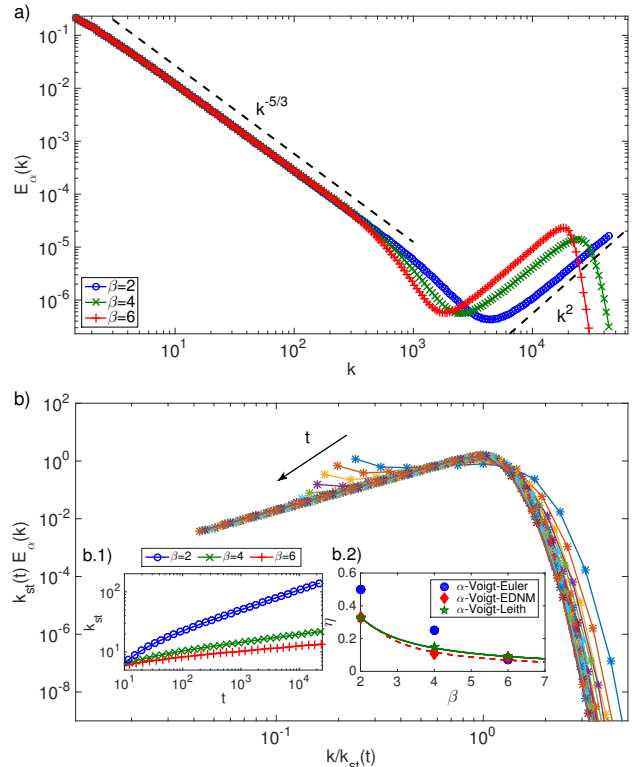 a)
10^-1
10^-2
10^-3
10^-4
10^-5
10^-6
E_α(k)
k^-5/3
k^2
β=2
β=4
β=6
10^1 10^2 10^3 10^4
k
b)
10^2
10^0
10^-2
10^-4
10^-6
10^-8
k_st(t) E_α(k)
t
b.1)
β=2 β=4 β=6
10^2
10^1
k_st
10^1 10^2 10^3 10^4
t
b.2)
0.6
0.4
0.2
0
η
α-Voigt-Euler
α-Voigt-EDNM
α-Voigt-Leith
2 3 4 5 6 7
β
10^-1 10^0
k/k_st(t)